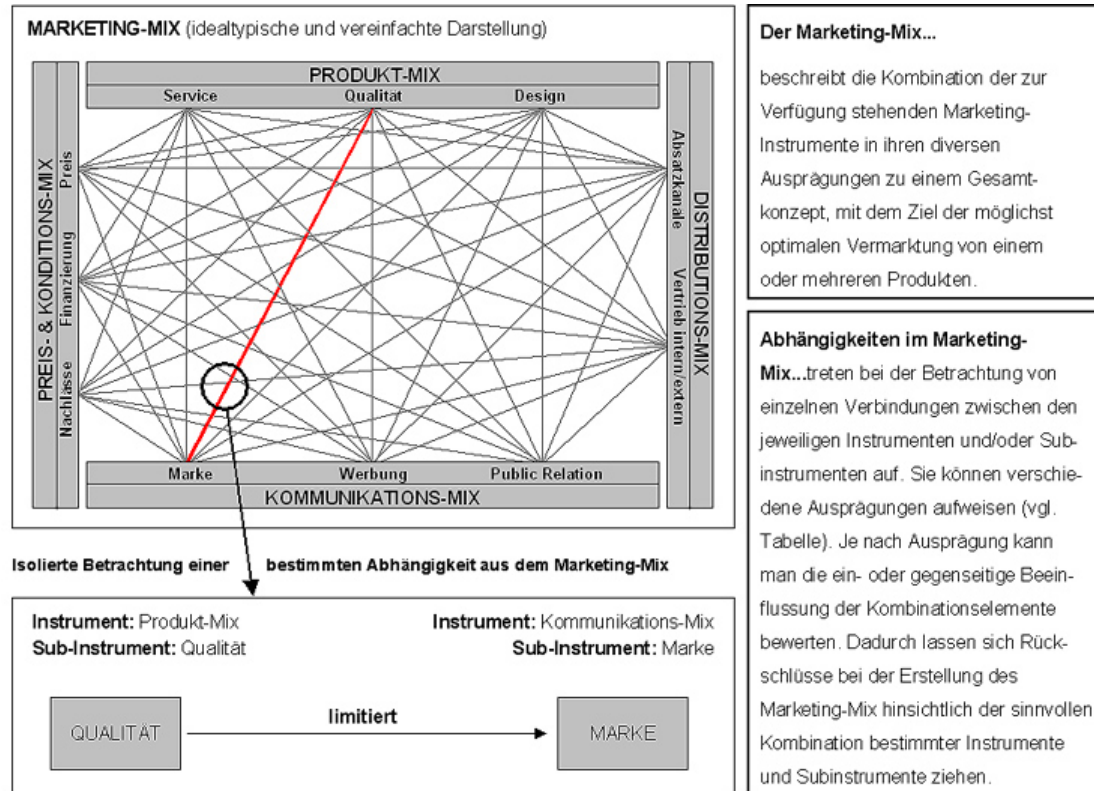 MARKETING-MIX (idealtypische und vereinfachte Darstellung)
PRODUKT-MIX
Service Qualität Design
PREIS- & KONDITIONS-MIX
Preis
Finanzierung
Nachlässe
Absatzkanäle
Vertrieb intern/extern
DISTRIBUTIONS-MIX
Marke Werbung Public Relation
KOMMUNIKATIONS-MIX
Isolierte Betrachtung einer bestimmten Abhängigkeit aus dem Marketing-Mix
Instrument: Produkt-Mix
Sub-Instrument: Qualität
Instrument: Kommunikations-Mix
Sub-Instrument: Marke
QUALITÄT
limitiert
MARKE
Der Marketing-Mix...
beschreibt die Kombination der zur
Verfügung stehenden Marketing-
Instrumente in ihren diversen
Ausprägungen zu einem Gesamt-
konzept, mit dem Ziel der möglichst
optimalen Vermarktung von einem
oder mehreren Produkten.
Abhängigkeiten im Marketing-
Mix...treten bei der Betrachtung von
einzelnen Verbindungen zwischen den
jeweiligen Instrumenten und/oder Sub-
instrumenten auf. Sie können verschie-
dene Ausprägungen aufweisen (vgl.
Tabelle). Je nach Ausprägung kann
man die ein- oder gegenseitige Beein-
flussung der Kombinationselemente
bewerten. Dadurch lassen sich Rück-
schlüsse bei der Erstellung des
Marketing-Mix hinsichtlich der sinnvollen
Kombination bestimmter Instrumente
und Subinstrumente ziehen.